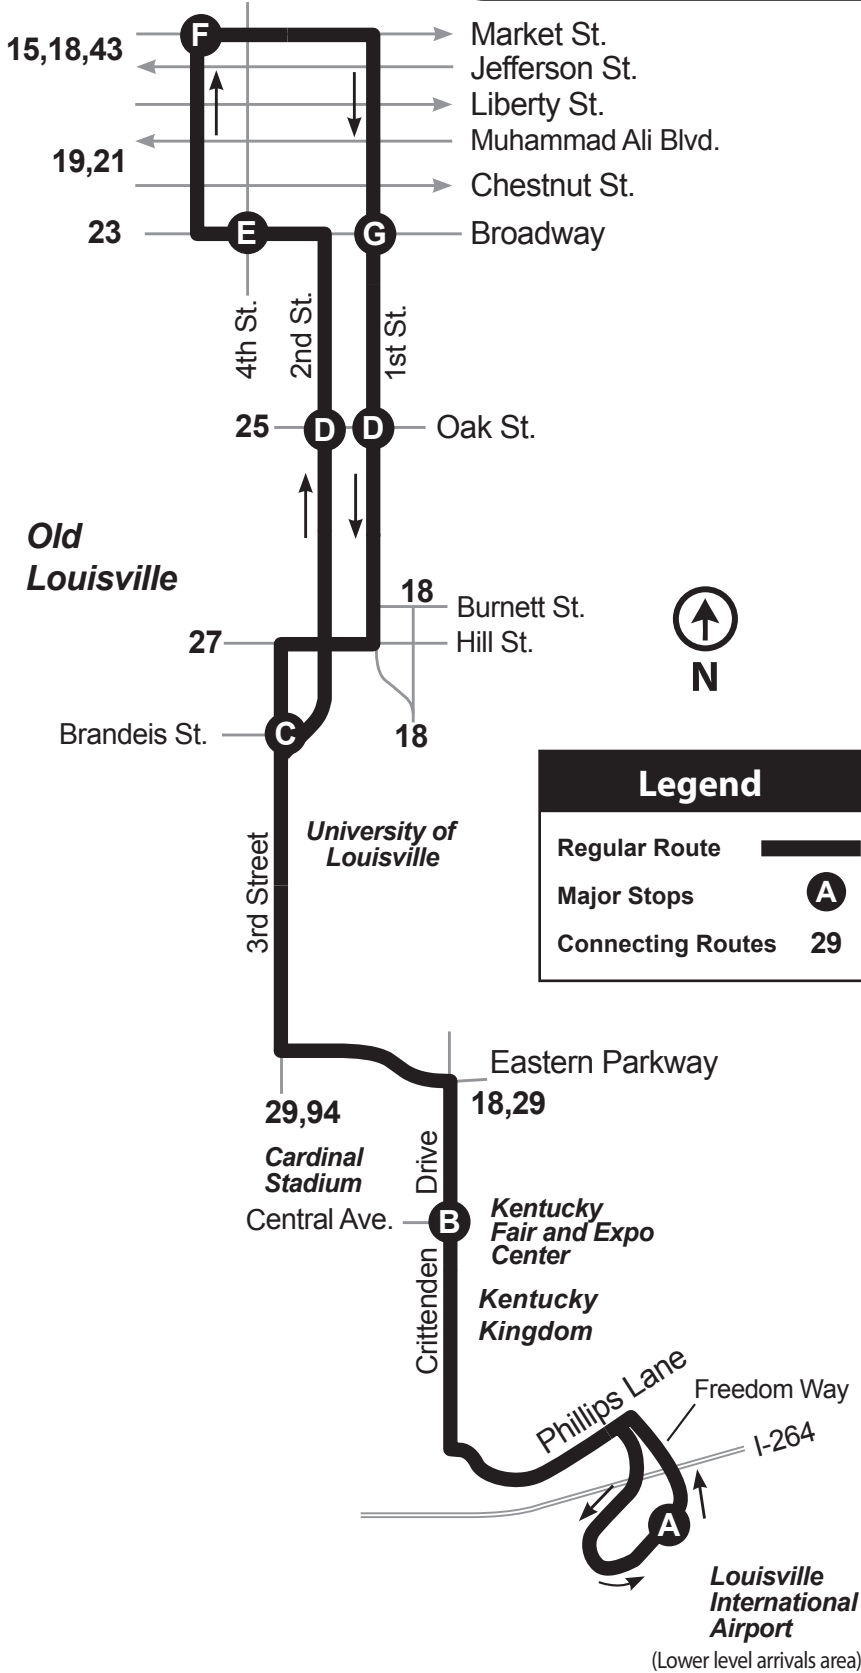 F
Market St.
15,18,43
Jefferson St.
Liberty St.
Muhammad Ali Blvd.
19,21
Chestnut St.
23
E
G
Broadway
4th St.
2nd St.
1st St.
25
D
D
Oak St.
Old
Louisville
18
Burnett St.
27
Hill St.
N
Brandeis St.
C
18
Legend
Regular Route
Major Stops
A
Connecting Routes
29
University of
Louisville
3rd Street
Eastern Parkway
29,94
18,29
Cardinal
Stadium
Central Ave.
Crittenden Drive
B
Kentucky
Fair and Expo
Center
Kentucky
Kingdom
Phillips Lane
Freedom Way
I-264
A
Louisville
International
Airport
(Lower level arrivals area)